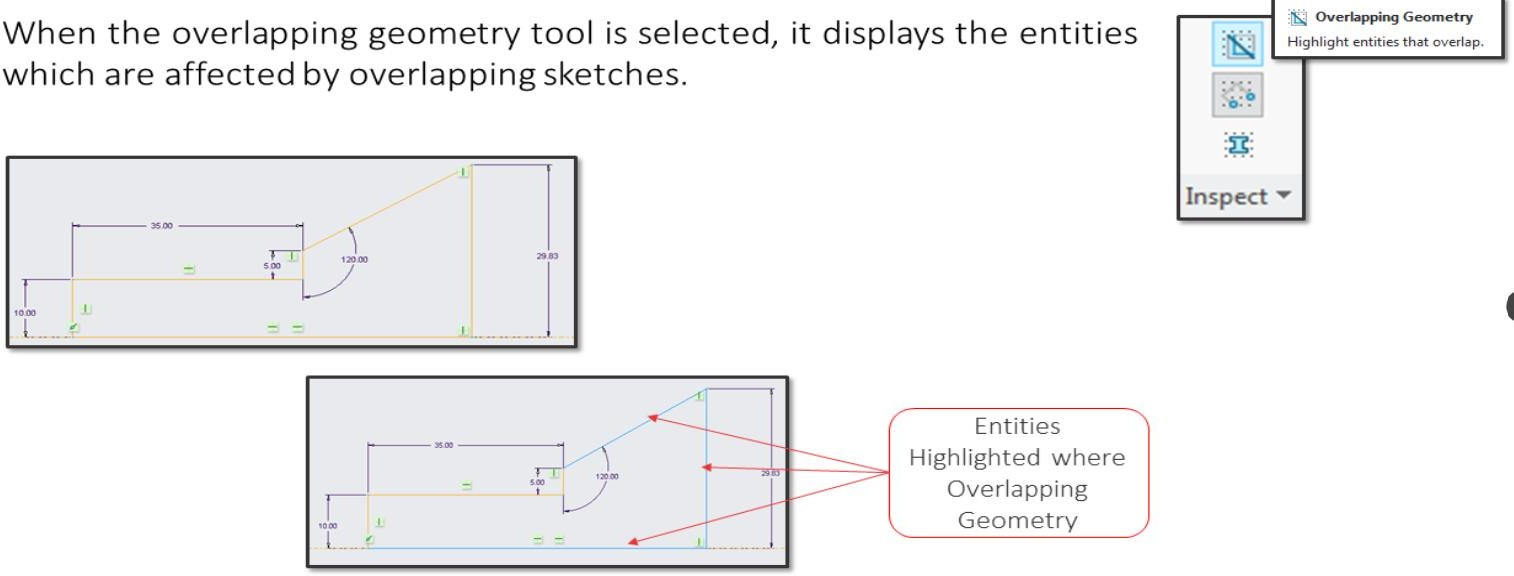 When the overlapping geometry tool is selected, it displays the entities
which are affected by overlapping sketches.
Overlapping Geometry
Highlight entities that overlap.
Inspect
35.00
5.00
120.00
29.83
10.00
35.00
5.00
120.00
29.83
10.00
Entities
Highlighted where
Overlapping
Geometry